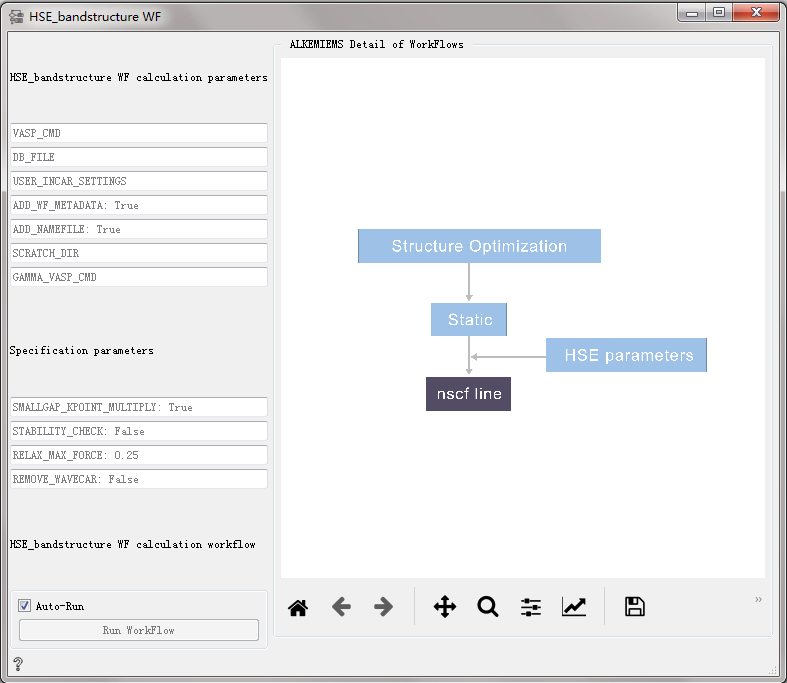 HSE_bandstructure WF
HSE_bandstructure WF calculation parameters
VASP_CMD
DB_FILE
USER_INCAR_SETTINGS
ADD_WF_METADATA: True
ADD_NAMEFILE: True
SCRATCH_DIR
GAMMA_VASP_CMD
Specification parameters
SMALLGAP_KPOINT_MULTIPLY: True
STABILITY_CHECK: False
RELAX_MAX_FORCE: 0.25
REMOVE_WAVECAR: False
HSE_bandstructure WF calculation workflow
Auto-Run
Run WorkFlow
ALKEMIEMS Detail of WorkFlows
Structure Optimization
Static
HSE parameters
nscf line